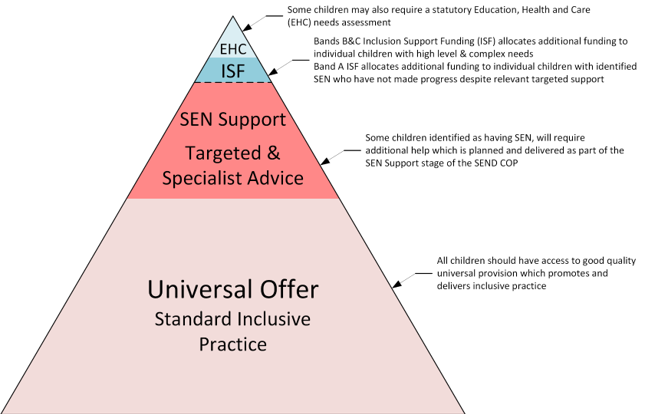 Some children may also require a statutory Education, Health and Care
(EHC) needs assessment
EHC
Bands B&C Inclusion Support Funding (ISF) allocates additional funding to
individual children with high level & complex needs
Band A ISF allocates additional funding to individual children with identified
SEN who have not made progress despite relevant targeted support
ISF
SEN Support
Targeted &
Specialist Advice
Some children identified as having SEN, will require
additional help which is planned and delivered as part of the
SEN Support stage of the SEND COP
Universal Offer
Standard Inclusive
Practice
All children should have access to good quality
universal provision which promotes and
delivers inclusive practice